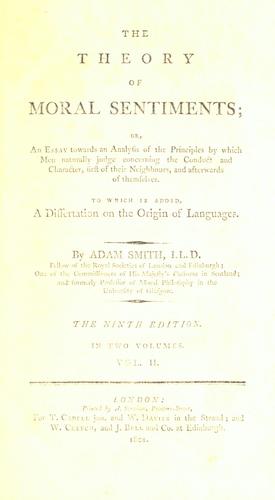 THE
THEORY
OF
MORAL SENTIMENTS;
OR,
An Essay towards an Analysis of the Principles by which
Men naturally judge concerning the Conduct and
Character, first of their Neighbours, and afterwards
of themselves.
TO WHICH IS ADDED,
A Dissertation on the Origin of Languages.
By ADAM SMITH, LL.D.
Fellow of the Royal Societies of London and Edinburgh;
One of the Commissioners of His Majesty's Customs in Scotland;
and formerly Professor of Moral Philosophy in the
University of Glasgow.
THE NINTH EDITION.
IN TWO VOLUMES.
VOL. II.
LONDON:
Printed by A. Strahan, Printers-Street,
For T. CADELL jun. and W. DAVIES in the Strand; and
W. CREECH, and J. BELL and Co. at Edinburgh.
1801.